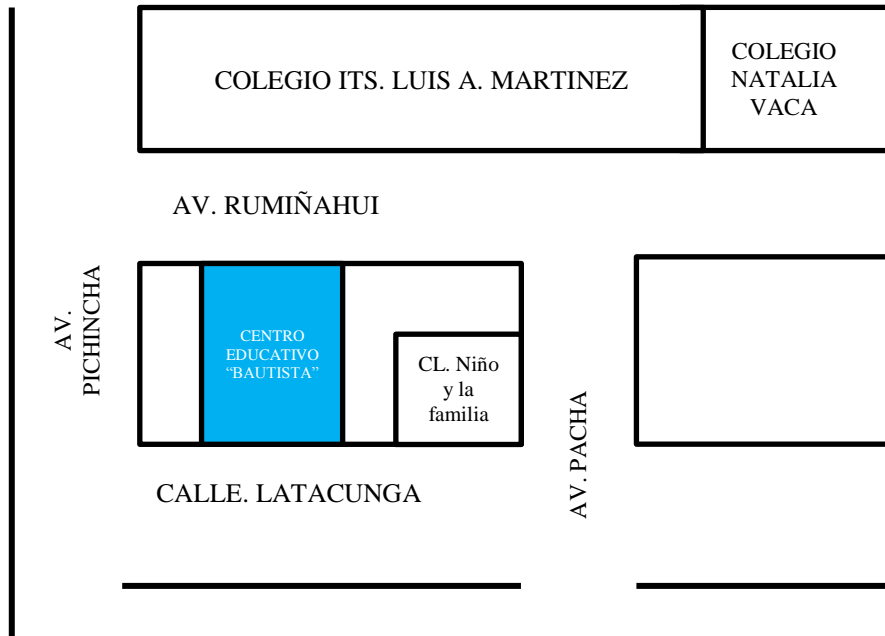 COLEGIO ITS. LUIS A. MARTINEZ
COLEGIO
NATALIA
VACA
AV. RUMIÑAHUI
AV.
PICHINCHA
CENTRO
EDUCATIVO
“BAUTISTA”
CL. Niño
y la
familia
AV. PACHA
CALLE. LATACUNGA